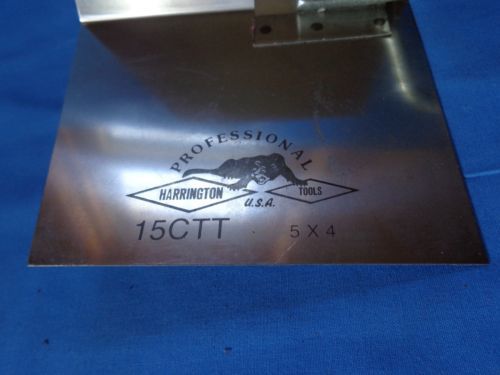 PROFESSIONAL
HARRINGTON TOOLS
U.S.A.
15CTT 5 X 4